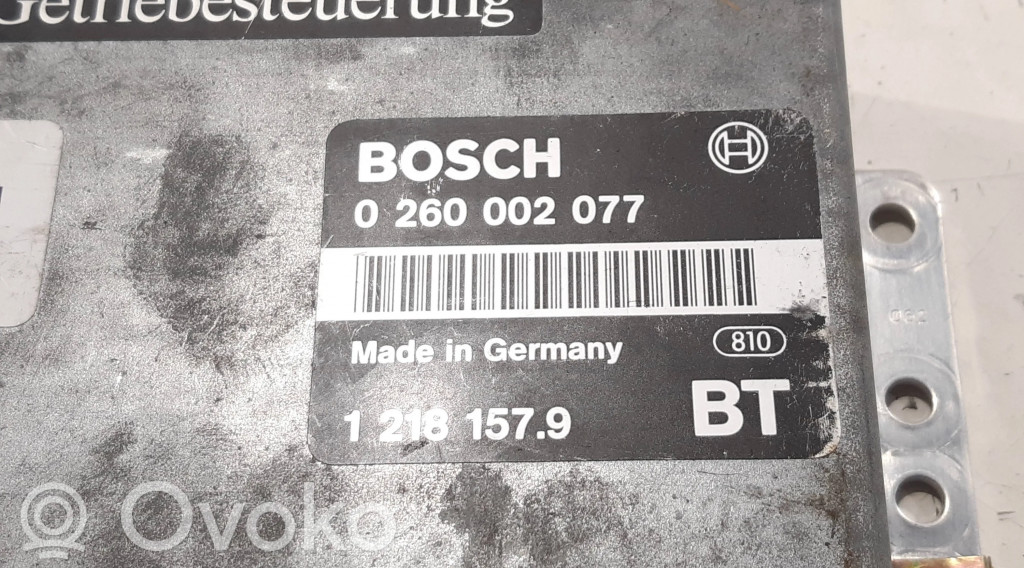 Getriebesteuerung
BOSCH
0 260 002 077
Made in Germany
810
1 218 157.9
BT
Ovoko